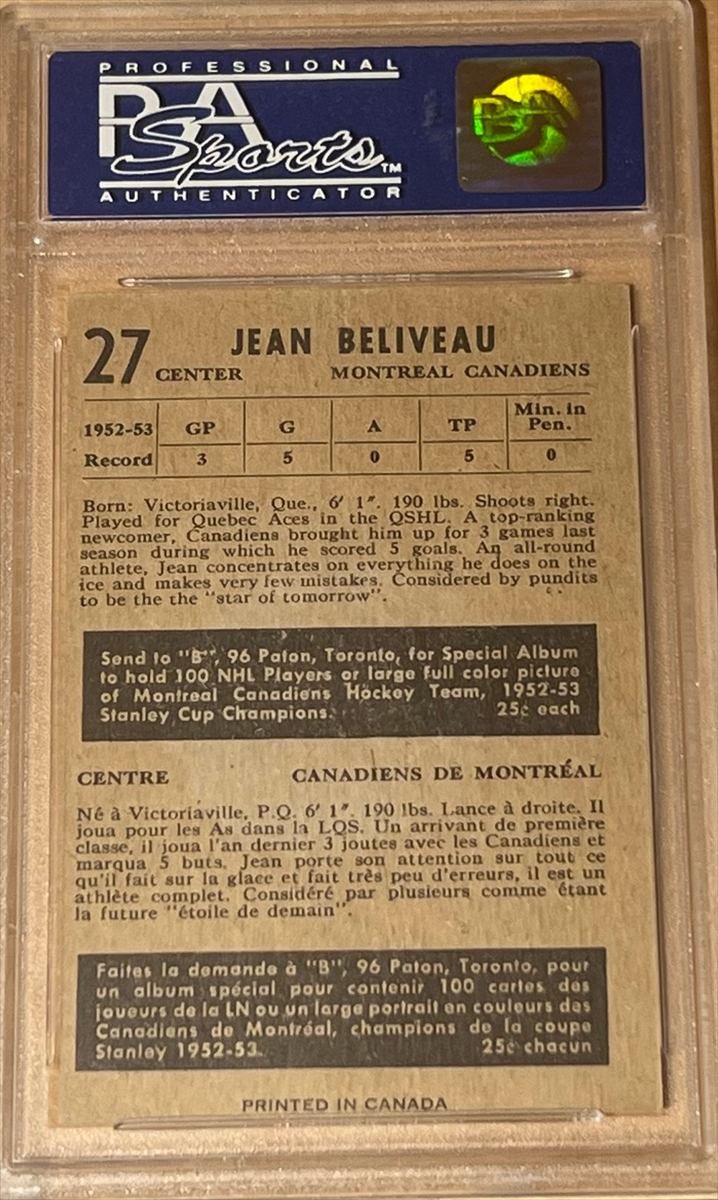 PROFESSIONAL
PSA
Sports™
AUTHENTICATOR
PSA
27 JEAN BELIVEAU
CENTER MONTREAL CANADIENS
1952-53 GP G A TP Min. in Pen.
Record 3 5 0 5 0
Born: Victoriaville, Que., 6' 1". 190 lbs. Shoots right.
Played for Quebec Aces in the QSHL. A top-ranking
newcomer, Canadiens brought him up for 3 games last
season during which he scored 5 goals. An all-round
athlete, Jean concentrates on everything he does on the
ice and makes very few mistakes. Considered by pundits
to be the the "star of tomorrow".
Send to "B", 96 Paton, Toronto, for Special Album
to hold 100 NHL Players or large full color picture
of Montreal Canadiens Hockey Team, 1952-53
Stanley Cup Champions. 25c each
CENTRE CANADIENS DE MONTRÉAL
Né à Victoriaville, P.Q. 6' 1". 190 lbs. Lance à droite. Il
joua pour les As dans la LQS. Un arrivant de première
classe, il joua l'an dernier 3 joutes avec les Canadiens et
marqua 5 buts. Jean porte son attention sur tout ce
qu'il fait sur la glace et fait très peu d'erreurs, il est un
athlète complet. Considéré par plusieurs comme étant
la future "étoile de demain".
Faites la demande à "B", 96 Paton, Toronto, pour
un album spécial pour contenir 100 cartes des
joueurs de la LN ou un large portrait en couleurs des
Canadiens de Montréal, champions de la coupe
Stanley 1952-53. 25c chacun
PRINTED IN CANADA